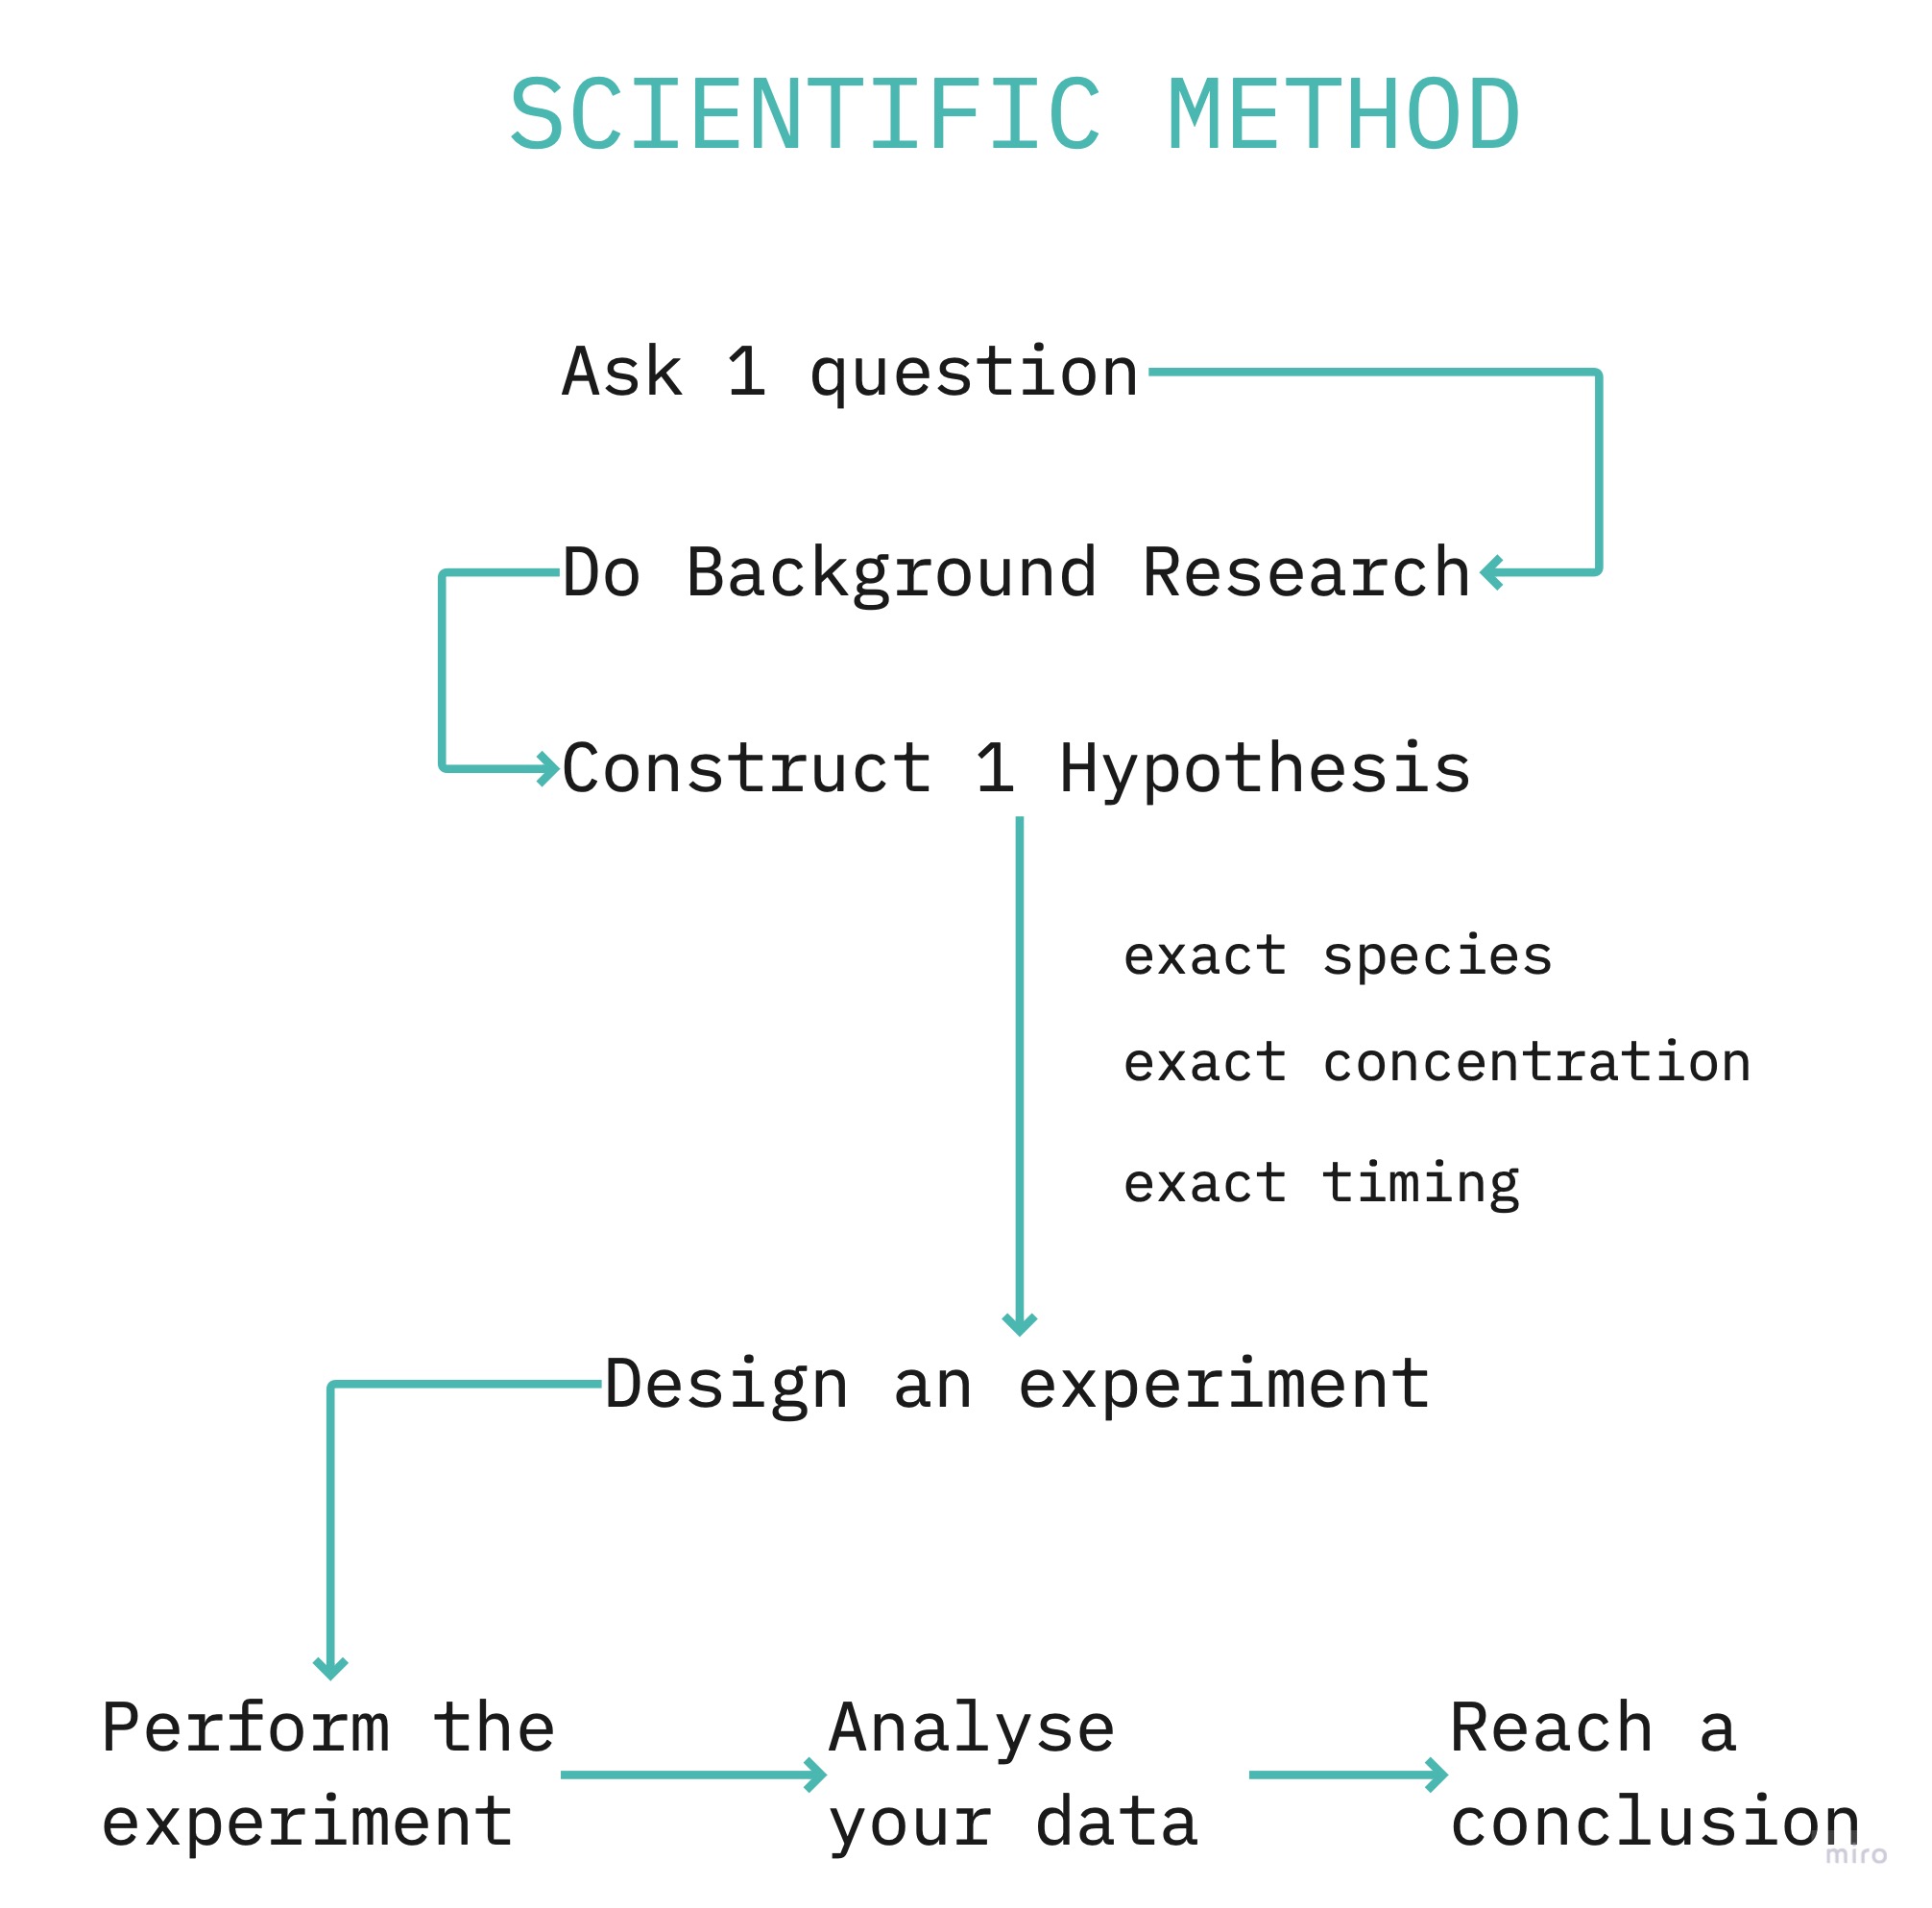 SCIENTIFIC METHOD
Ask 1 question
Do Background Research
Construct 1 Hypothesis
exact species
exact concentration
exact timing
Design an experiment
Perform the
experiment
Analyse
your data
Reach a
conclusion
miro